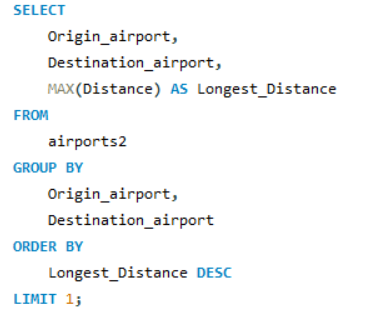 SELECT
    Origin_airport,
    Destination_airport,
    MAX(Distance) AS Longest_Distance
FROM
    airports2
GROUP BY
    Origin_airport,
    Destination_airport
ORDER BY
    Longest_Distance DESC
LIMIT 1;